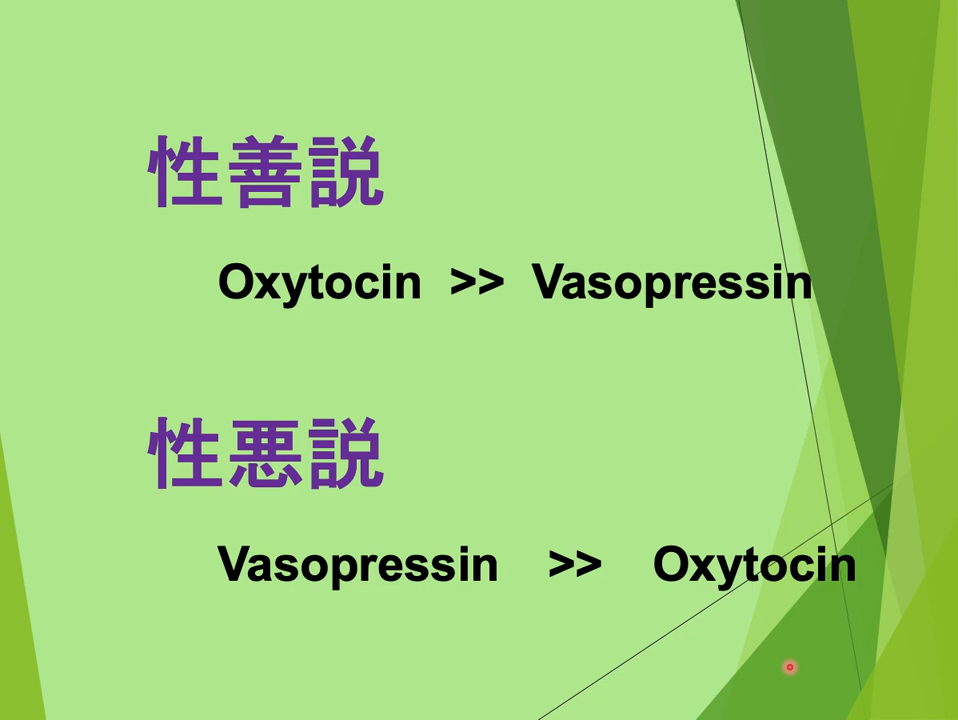 性善説
Oxytocin >> Vasopressin
性悪説
Vasopressin >> Oxytocin